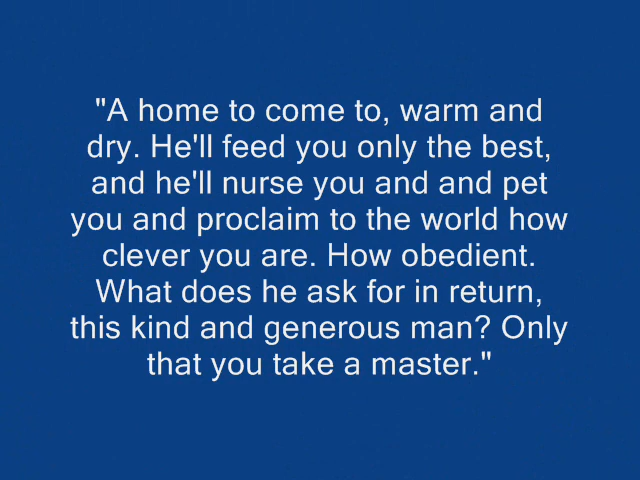 "A home to come to, warm and
dry. He'll feed you only the best,
and he'll nurse you and and pet
you and proclaim to the world how
clever you are. How obedient.
What does he ask for in return,
this kind and generous man? Only
that you take a master."